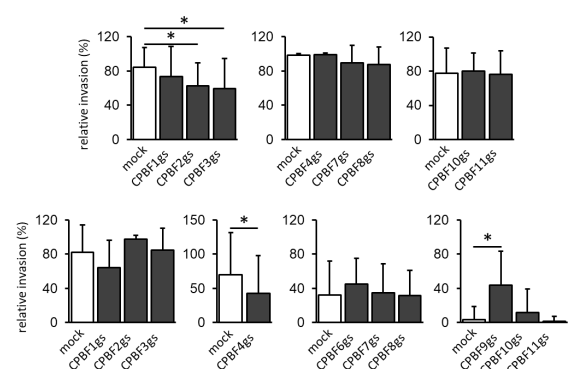 * *
relative invasion (%)
120 80 40 0
mock CPBF1gs CPBF2gs CPBF3gs
120 80 40 0
mock CPBF4gs CPBF7gs CPBF8gs
120 80 40 0
mock CPBF10gs CPBF11gs
relative invasion (%)
120 80 40 0
mock CPBF1gs CPBF2gs CPBF3gs
*
150 100 50 0
mock CPBF4gs
120 80 40 0
mock CPBF6gs CPBF7gs CPBF8gs
*
120 80 40 0
mock CPBF9gs CPBF10gs CPBF11gs